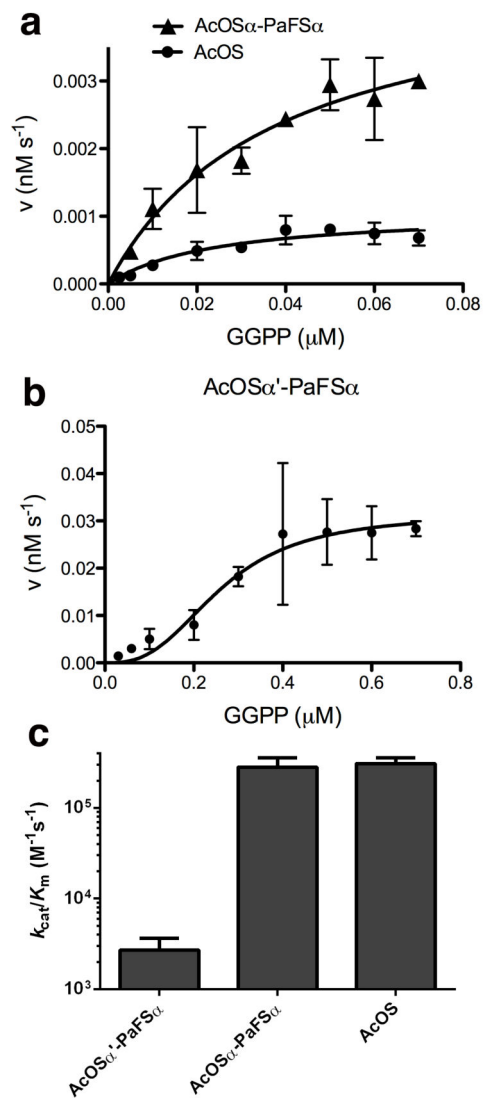 a
AcOSα-PaFSα
AcOS
0.003
0.002
0.001
0.000
v (nM s⁻¹)
0.00 0.02 0.04 0.06 0.08
GGPP (μM)
b
AcOSα'-PaFSα
0.05
0.04
0.03
0.02
0.01
0.00
v (nM s⁻¹)
0.0 0.2 0.4 0.6 0.8
GGPP (μM)
c
10⁵
10⁴
10³
kcat/Km (M⁻¹s⁻¹)
AcOSα'-PaFSα
AcOSα-PaFSα
AcOS